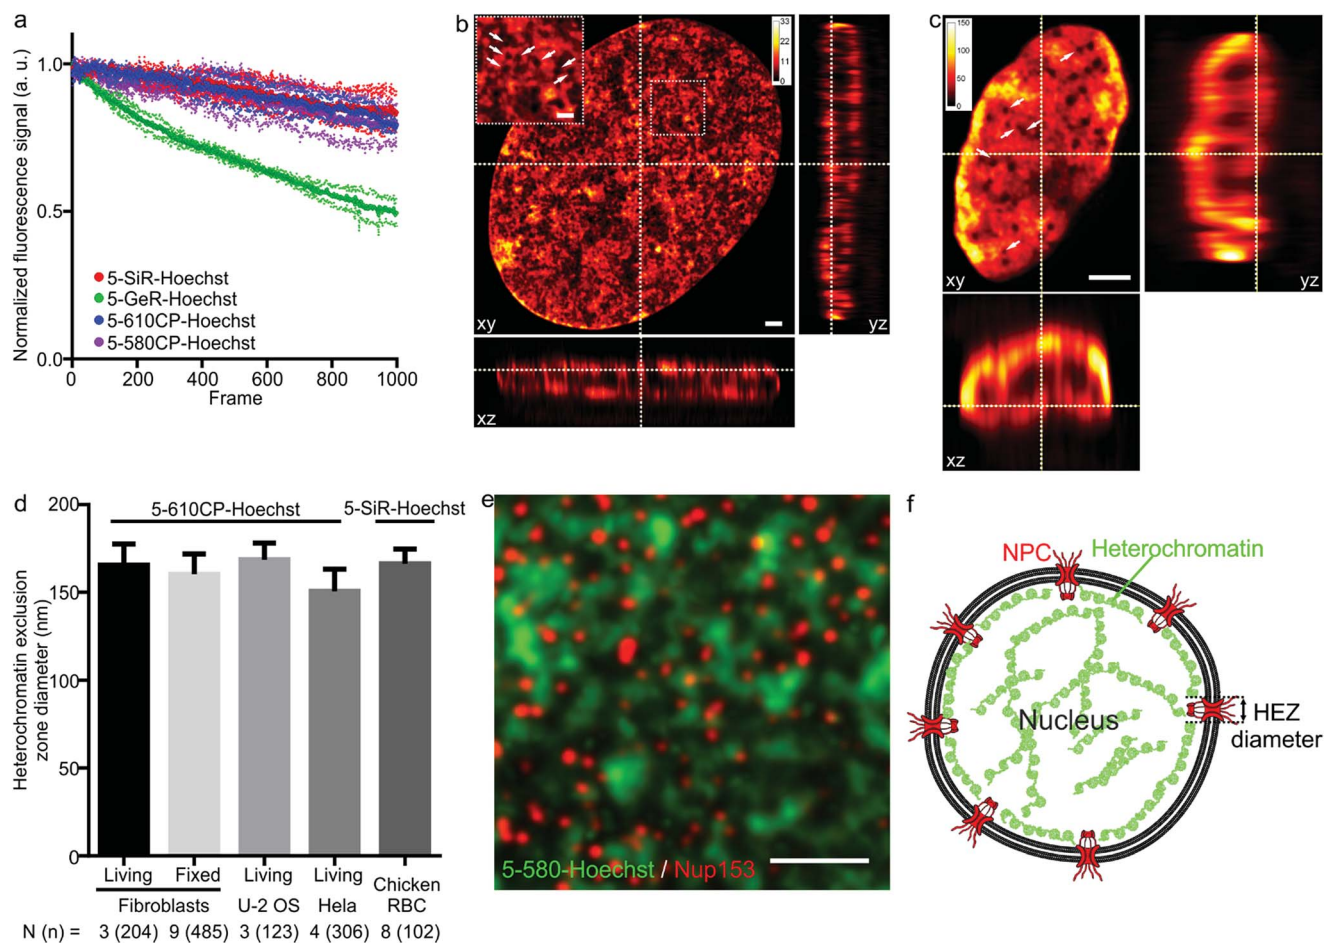 a
Normalized fluorescence signal (a. u.)
1.0
0.5
0.0
5-SiR-Hoechst
5-GeR-Hoechst
5-610CP-Hoechst
5-580CP-Hoechst
0 200 400 600 800 1000
Frame
b
33
22
11
0
xy
yz
xz
c
150
100
50
0
xy
yz
xz
d
Heterochromatin exclusion
zone diameter (nm)
200
150
100
50
0
5-610CP-Hoechst
5-SiR-Hoechst
Living Fixed Living Living Chicken
Fibroblasts U-2 OS Hela RBC
N (n) = 3 (204) 9 (485) 3 (123) 4 (306) 8 (102)
e
5-580-Hoechst / Nup153
f
NPC
Heterochromatin
Nucleus
HEZ
diameter